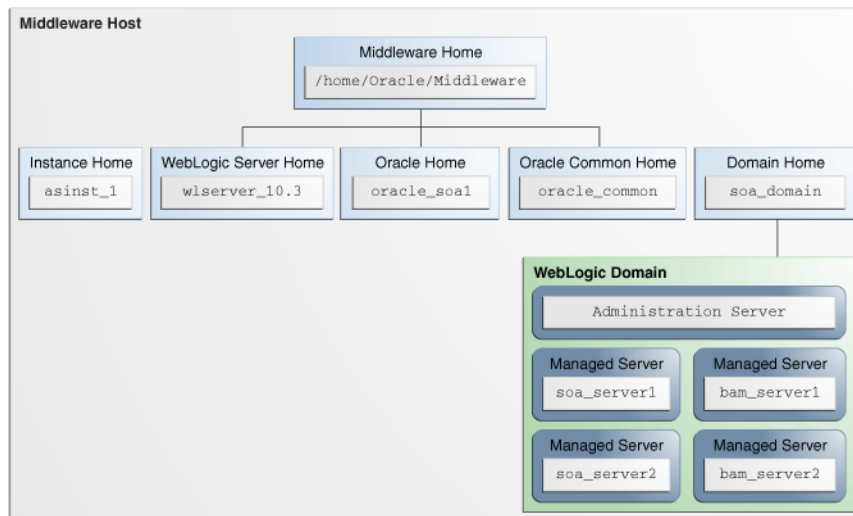 Middleware Host
Middleware Home
/home/Oracle/Middleware
Instance Home
asinst_1
WebLogic Server Home
wlserver_10.3
Oracle Home
oracle_soa1
Oracle Common Home
oracle_common
Domain Home
soa_domain
WebLogic Domain
Administration Server
Managed Server
soa_server1
Managed Server
bam_server1
Managed Server
soa_server2
Managed Server
bam_server2